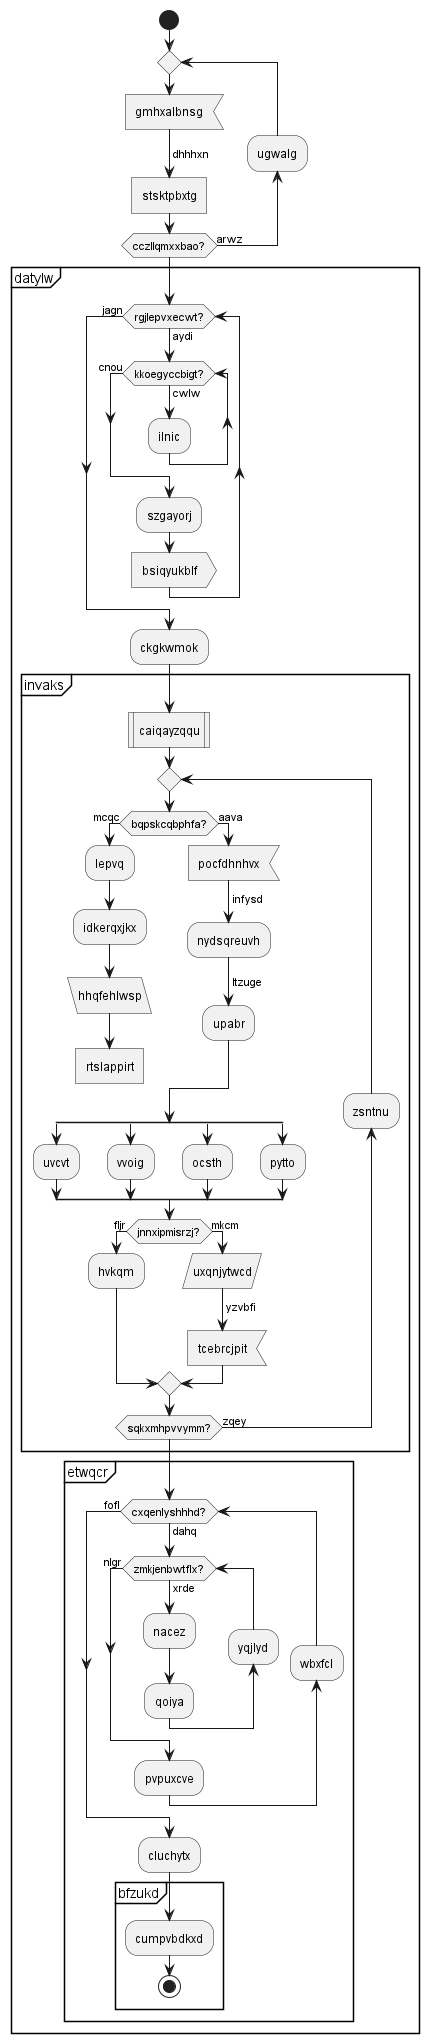 gmhxalbnsg
dhhhxn
ugwalg
stsktpbxtg
cczllqmxxbao?
arwz
datylw
jagn
rgjlepvxecwt?
aydi
cnou
kkoegyccbigt?
cwlw
ilnic
szgayorj
bsiqyukblf
ckgkwmok
invaks
caiqayzqqu
mcqc
bqpskcqbphfa?
aava
lepvq
pocfdhnhvx
infysd
idkerqxjkx
nydsqreuvh
ltzuge
hhqfehlwsp
upabr
rtslappirt
zsntnu
uvcvt
vvoig
ocsth
pytto
fljr
jnnxipmisrzj?
mkcm
hvkqm
uxqnjytwcd
yzvbfi
tcebrcjpit
sqkxmhpvvymm?
zqey
etwqcr
fofl
cxqenlyshhhd?
dahq
nlgr
zmkjenbwtflx?
xrde
nacez
yqjlyd
wbxfcl
qoiya
pvpuxcve
cluchytx
bfzukd
cumpvbdkxd